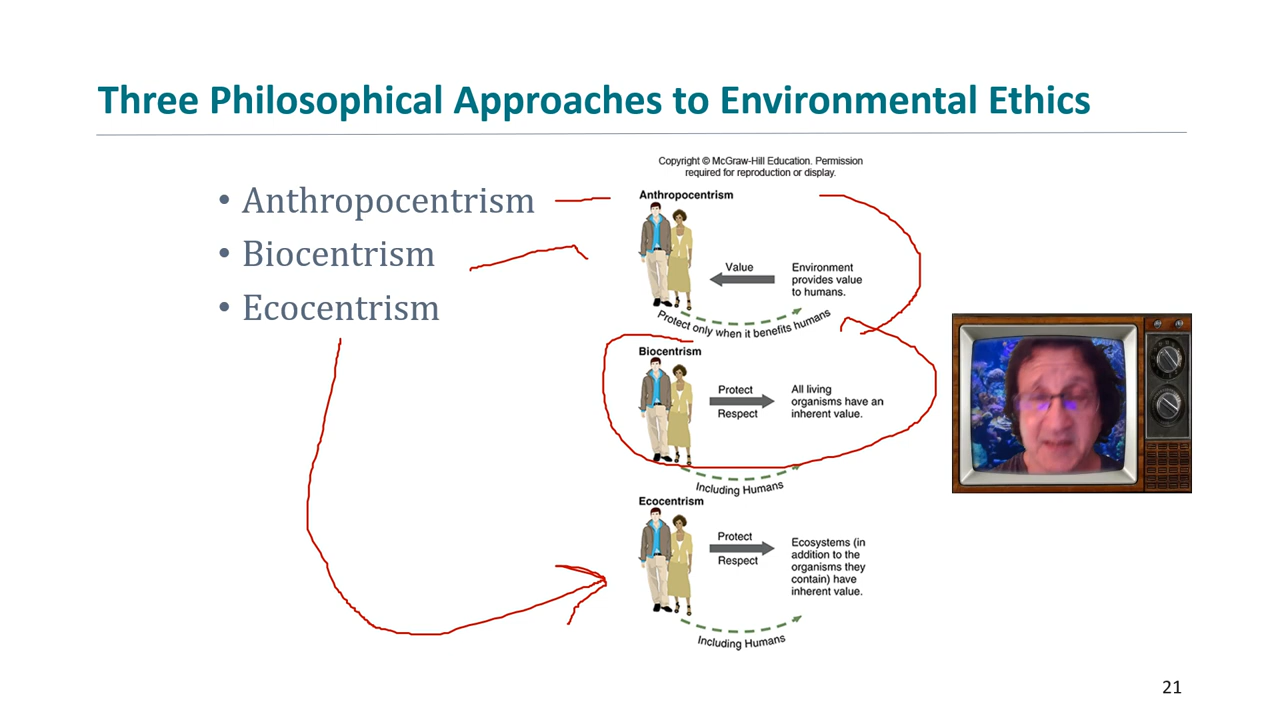 Three Philosophical Approaches to Environmental Ethics
• Anthropocentrism
• Biocentrism
• Ecocentrism
Copyright © McGraw-Hill Education. Permission
required for reproduction or display.
Anthropocentrism
Value
Environment
provides value
to humans.
Protect only when it benefits humans
Biocentrism
Protect
Respect
All living
organisms have an
inherent value.
Including Humans
Ecocentrism
Protect
Respect
Ecosystems (in
addition to the
organisms they
contain) have
inherent value.
Including Humans
21